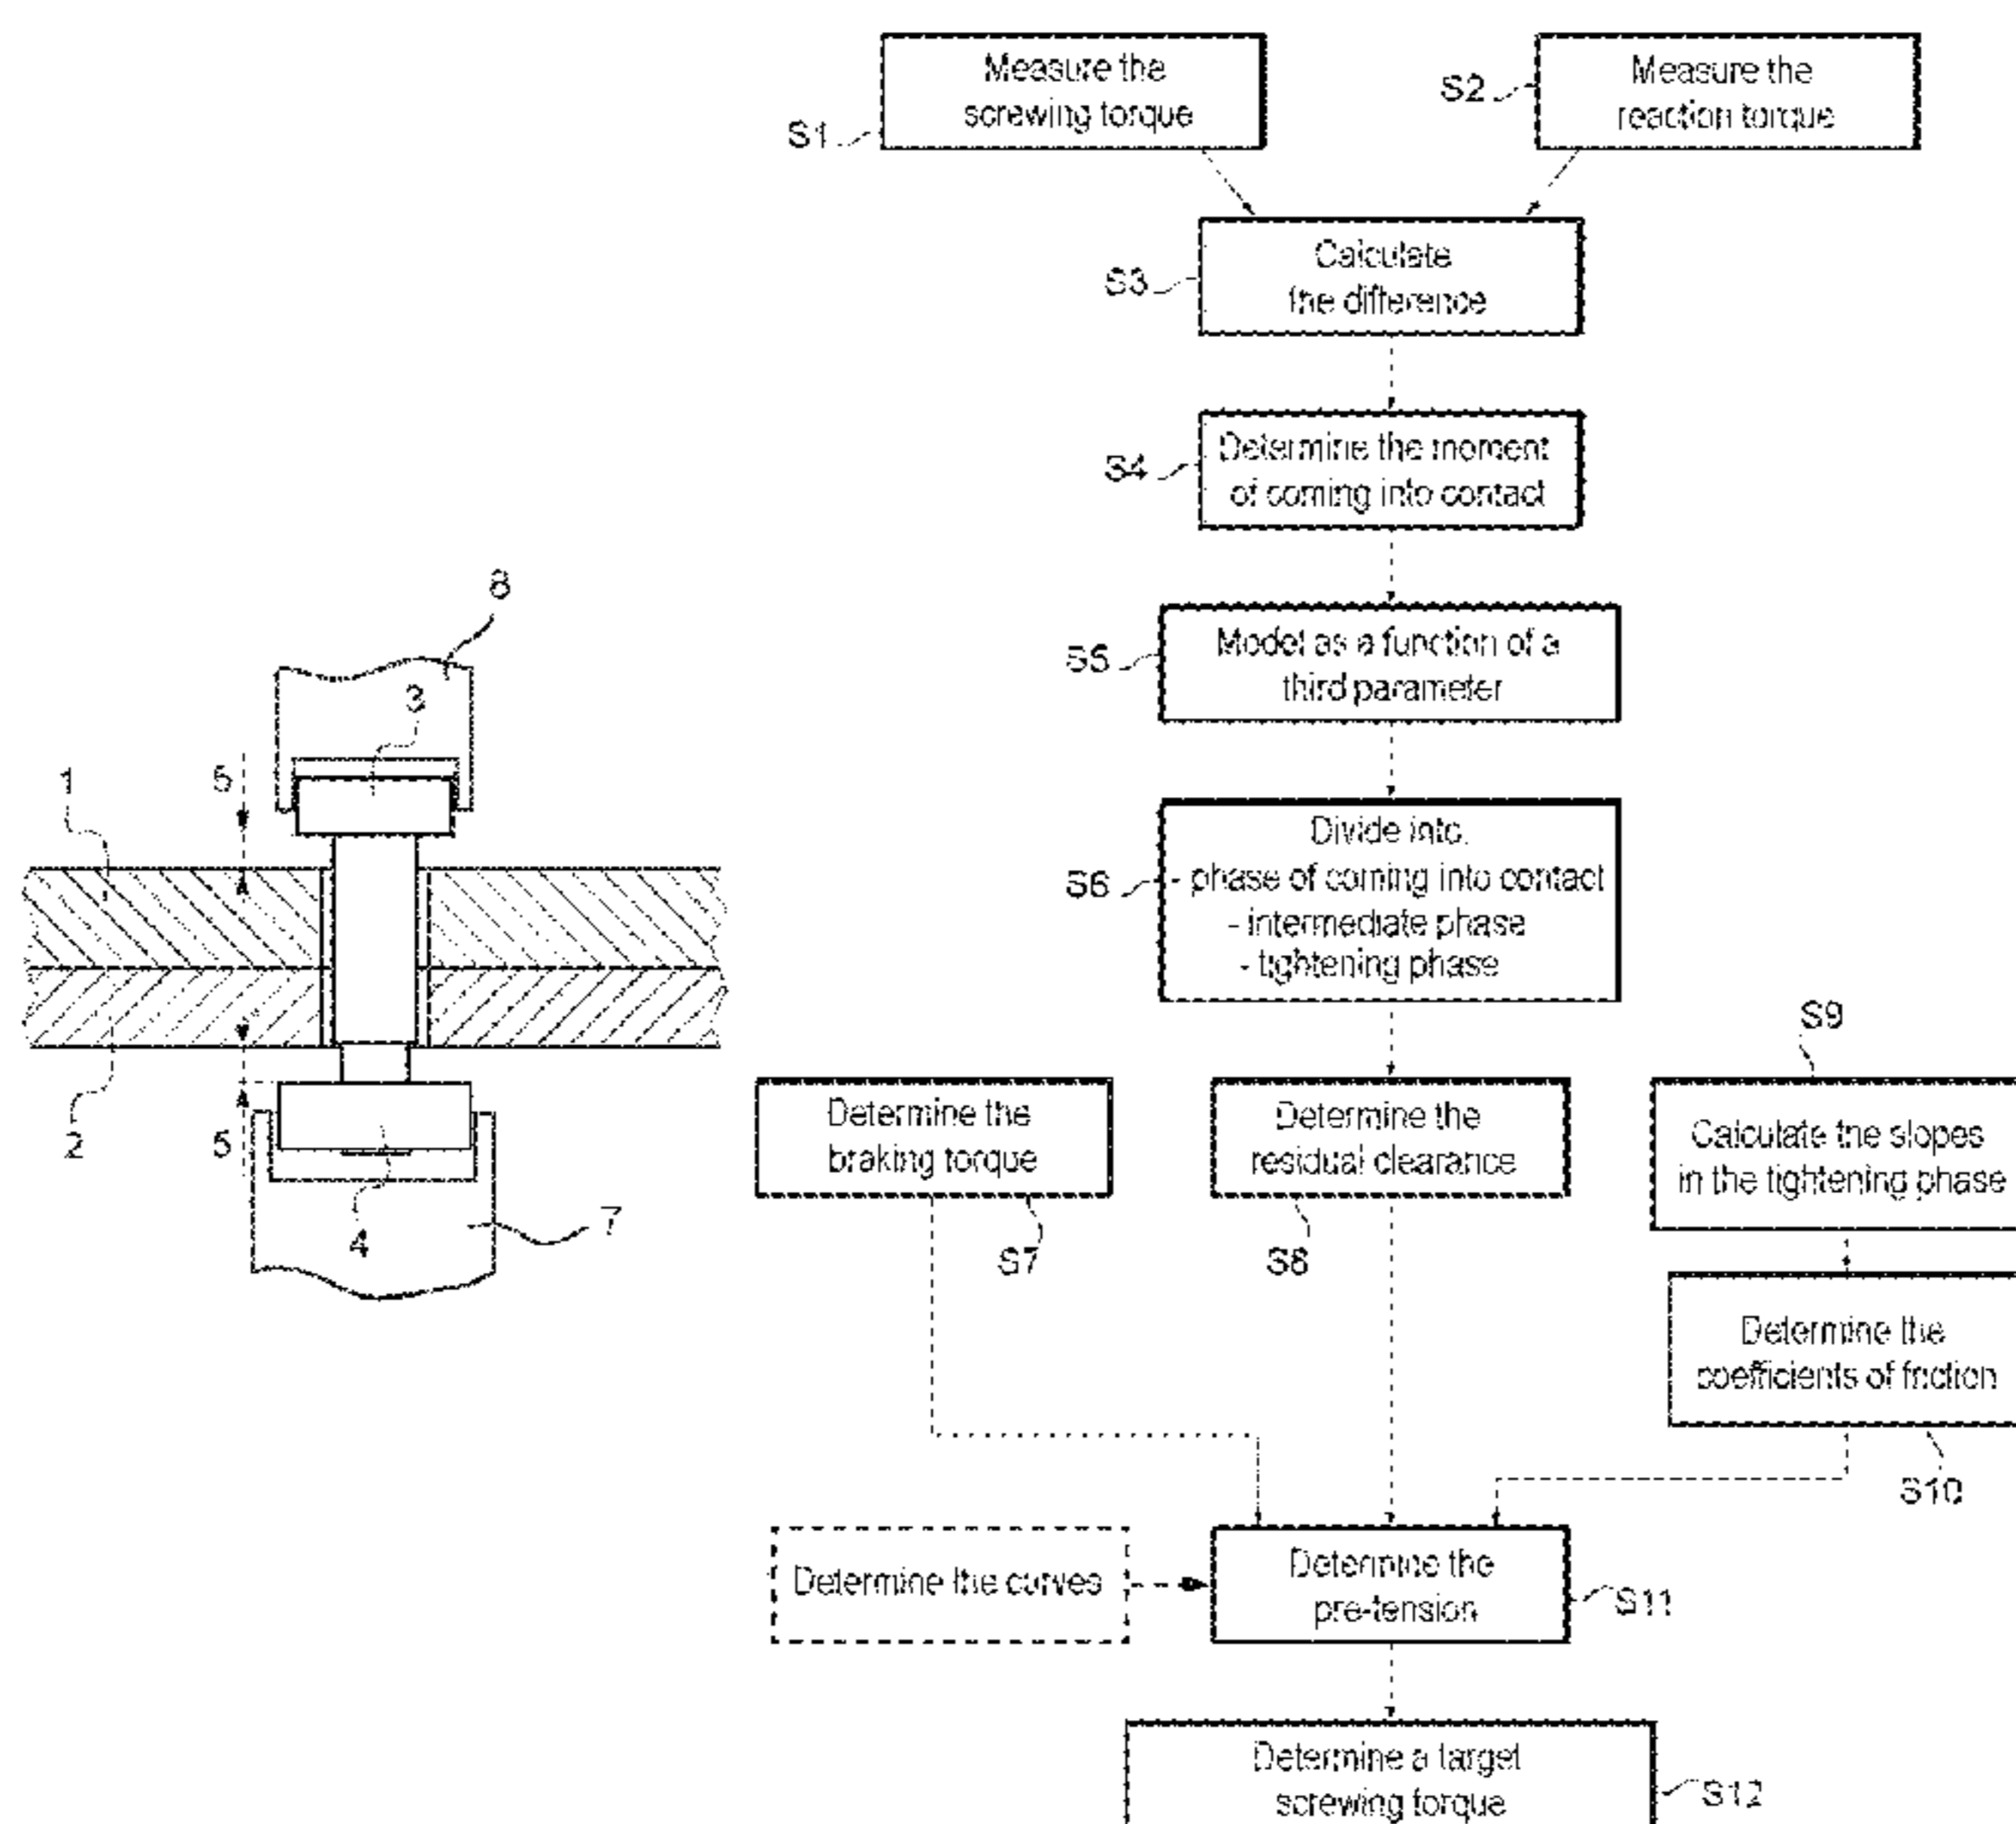 Measure the
screwing torque
S1
Measure the
reaction torque
S2
Calculate
the difference
S3
Determine the moment
of coming into contact
S4
Model as a function of a
third parameter
S5
Divide into:
- phase of coming into contact
- intermediate phase
- tightening phase
S6
Determine the
braking torque
S7
Determine the
residual clearance
S8
S9
Calculate the slopes
in the tightening phase
Determine the
coefficients of friction
S10
Determine the curves
Determine the
pre-tension
S11
Determine a target
screwing torque
S12
8
3
5
1
2
5
4
7